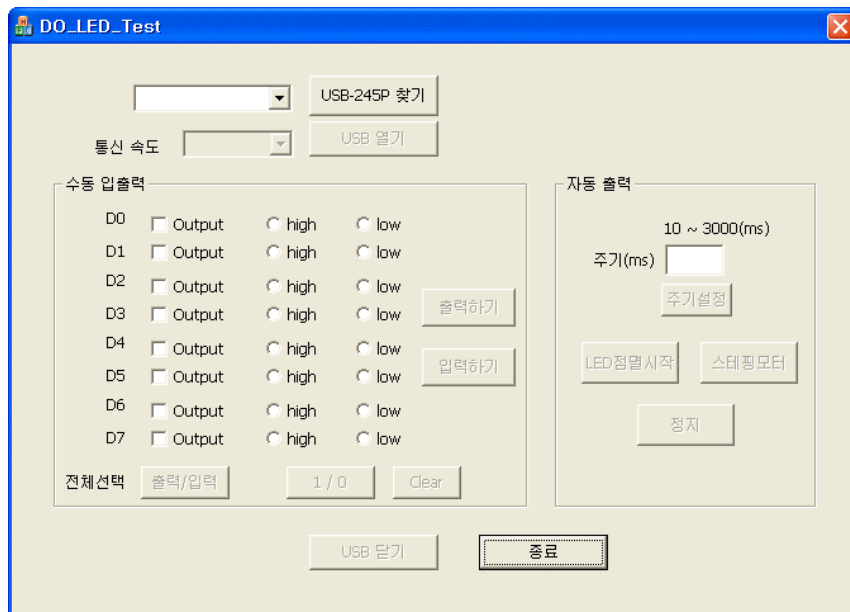 DO_LED_Test
USB-245P 찾기
통신 속도
USB 열기
수동 입출력
D0 Output high low
D1 Output high low
D2 Output high low
D3 Output high low
D4 Output high low
D5 Output high low
D6 Output high low
D7 Output high low
출력하기
입력하기
전체선택 출력/입력 1 / 0 Clear
자동 출력
10 ~ 3000(ms)
주기(ms)
주기설정
LED점멸시작 스테핑모터
정지
USB 닫기 종료